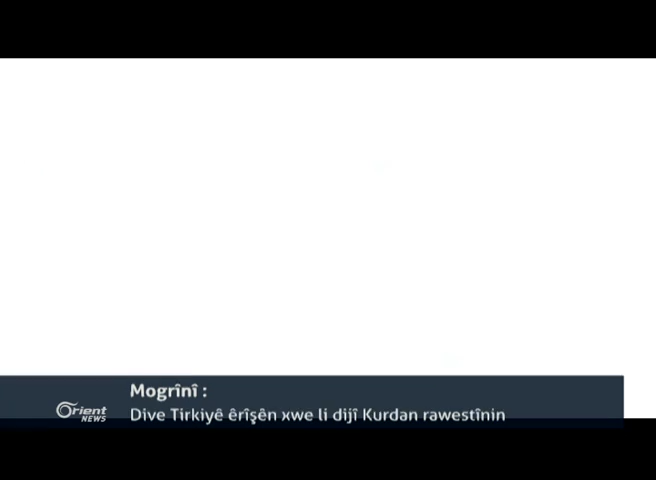 Mogrînî :
Orient
NEWS
Dive Tirkiyê êrîşên xwe li dijî Kurdan rawestînin